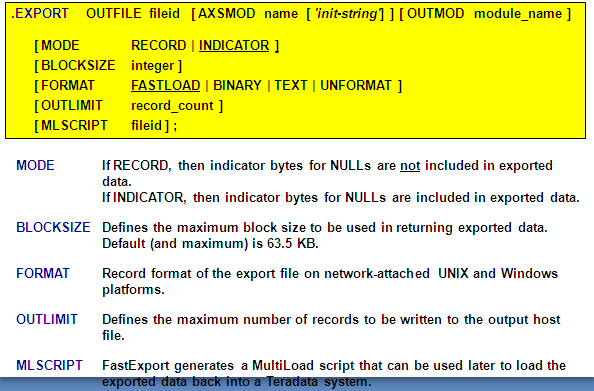 .EXPORT OUTFILE fileid [ AXSMOD name [ 'init-string'] ] [ OUTMOD module_name ]
[ MODE RECORD | INDICATOR ]
[ BLOCKSIZE integer ]
[ FORMAT FASTLOAD | BINARY | TEXT | UNFORMAT ]
[ OUTLIMIT record_count ]
[ MLSCRIPT fileid ] ;
MODE If RECORD, then indicator bytes for NULLs are not included in exported
data.
If INDICATOR, then indicator bytes for NULLs are included in exported data.
BLOCKSIZE Defines the maximum block size to be used in returning exported data.
Default (and maximum) is 63.5 KB.
FORMAT Record format of the export file on network-attached UNIX and Windows
platforms.
OUTLIMIT Defines the maximum number of records to be written to the output host
file.
MLSCRIPT FastExport generates a MultiLoad script that can be used later to load the
exported data back into a Teradata system.